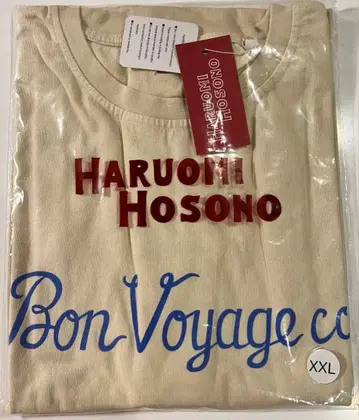 HOSONO
HARUOMI
HARUOMI
HOSONO
Bon Voyage co
XXL